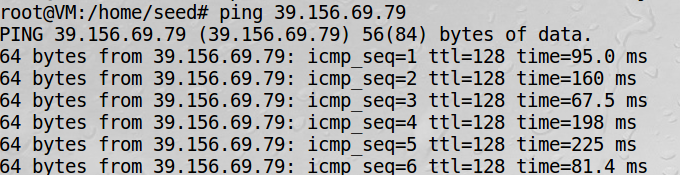 root@VM:/home/seed# ping 39.156.69.79
PING 39.156.69.79 (39.156.69.79) 56(84) bytes of data.
64 bytes from 39.156.69.79: icmp_seq=1 ttl=128 time=95.0 ms
64 bytes from 39.156.69.79: icmp_seq=2 ttl=128 time=160 ms
64 bytes from 39.156.69.79: icmp_seq=3 ttl=128 time=67.5 ms
64 bytes from 39.156.69.79: icmp_seq=4 ttl=128 time=198 ms
64 bytes from 39.156.69.79: icmp_seq=5 ttl=128 time=225 ms
64 bytes from 39.156.69.79: icmp_seq=6 ttl=128 time=81.4 ms